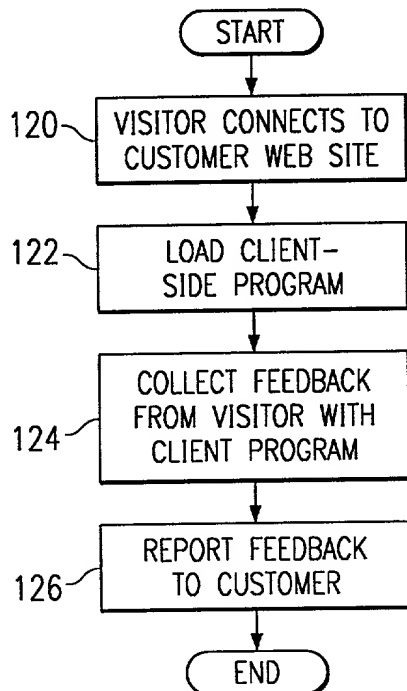 START
120
VISITOR CONNECTS TO
CUSTOMER WEB SITE
122
LOAD CLIENT-
SIDE PROGRAM
124
COLLECT FEEDBACK
FROM VISITOR WITH
CLIENT PROGRAM
126
REPORT FEEDBACK
TO CUSTOMER
END